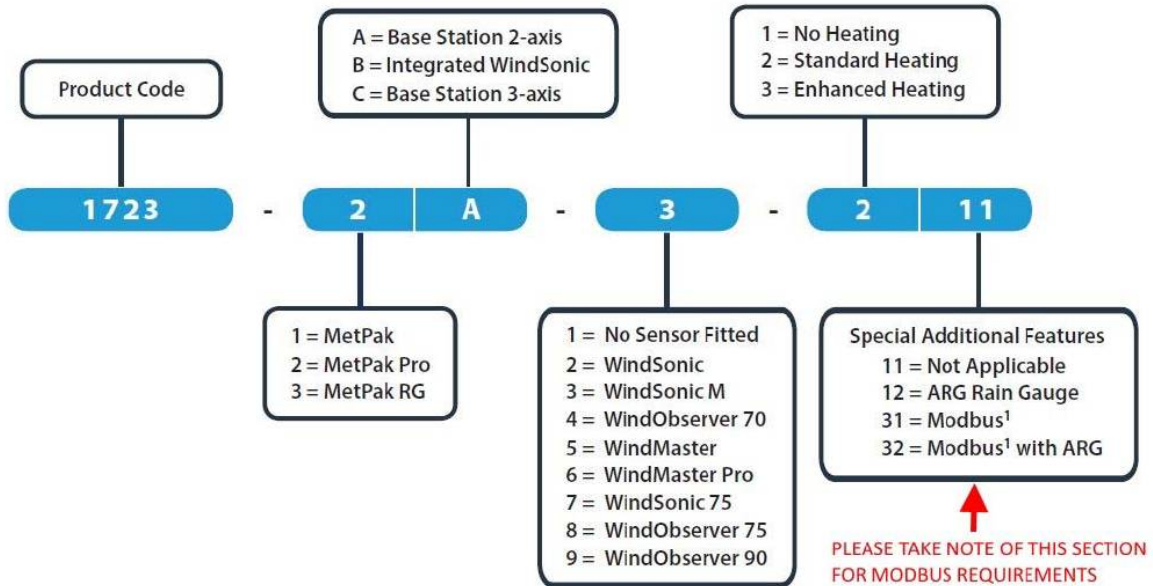 A = Base Station 2-axis
B = Integrated WindSonic
C = Base Station 3-axis
1 = No Heating
2 = Standard Heating
3 = Enhanced Heating
Product Code
1723 - 2 A - 3 - 2 11
1 = MetPak
2 = MetPak Pro
3 = MetPak RG
1 = No Sensor Fitted
2 = WindSonic
3 = WindSonic M
4 = WindObserver 70
5 = WindMaster
6 = WindMaster Pro
7 = WindSonic 75
8 = WindObserver 75
9 = WindObserver 90
Special Additional Features
11 = Not Applicable
12 = ARG Rain Gauge
31 = Modbus¹
32 = Modbus¹ with ARG
PLEASE TAKE NOTE OF THIS SECTION
FOR MODBUS REQUIREMENTS